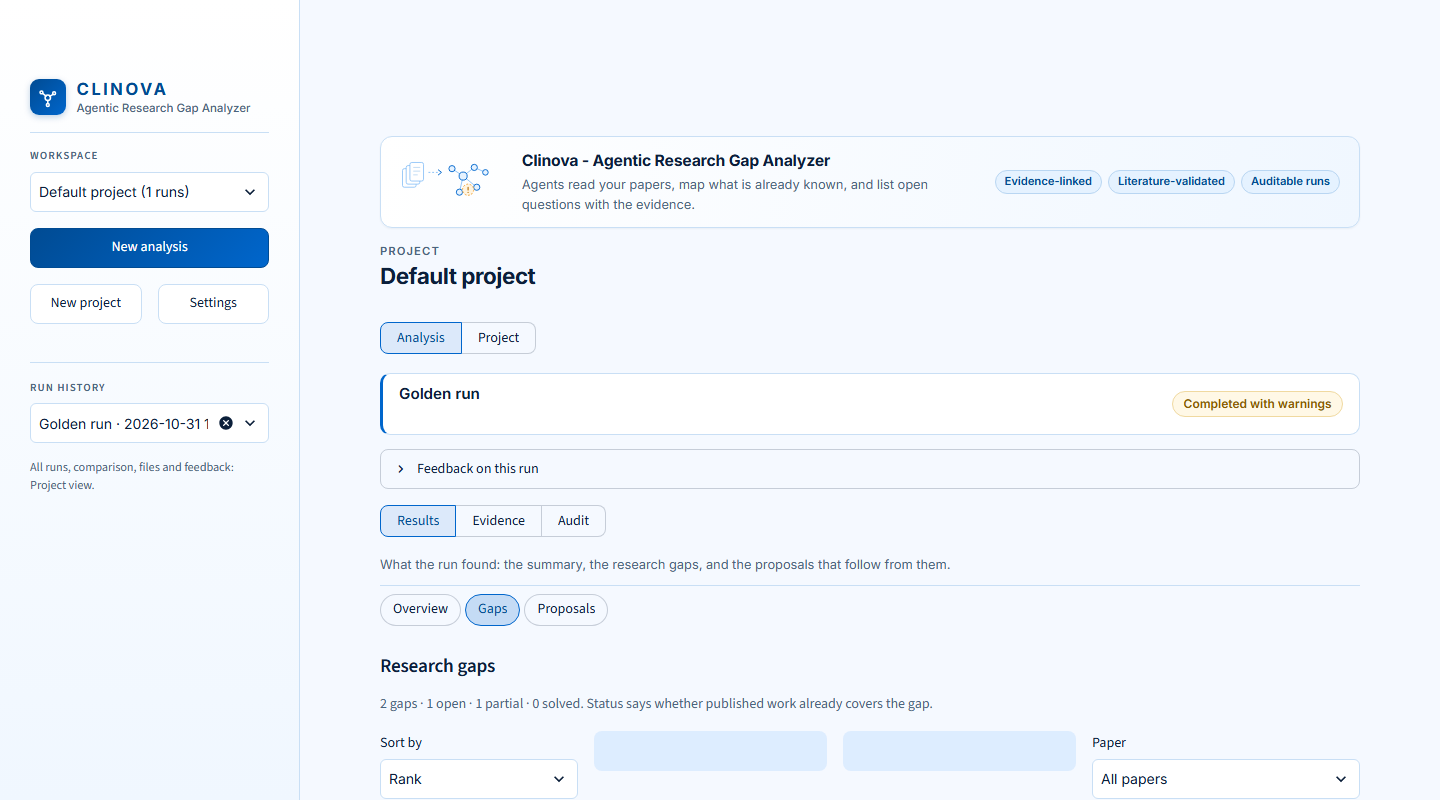 CLINOVA
Agentic Research Gap Analyzer
WORKSPACE
Default project (1 runs)
New analysis
New project
Settings
RUN HISTORY
Golden run · 2026-10-31 1
All runs, comparison, files and feedback:
Project view.
Clinova - Agentic Research Gap Analyzer
Agents read your papers, map what is already known, and list open
questions with the evidence.
Evidence-linked
Literature-validated
Auditable runs
PROJECT
Default project
Analysis
Project
Golden run
Completed with warnings
Feedback on this run
Results
Evidence
Audit
What the run found: the summary, the research gaps, and the proposals that follow from them.
Overview
Gaps
Proposals
Research gaps
2 gaps · 1 open · 1 partial · 0 solved. Status says whether published work already covers the gap.
Sort by
Paper
Rank
All papers